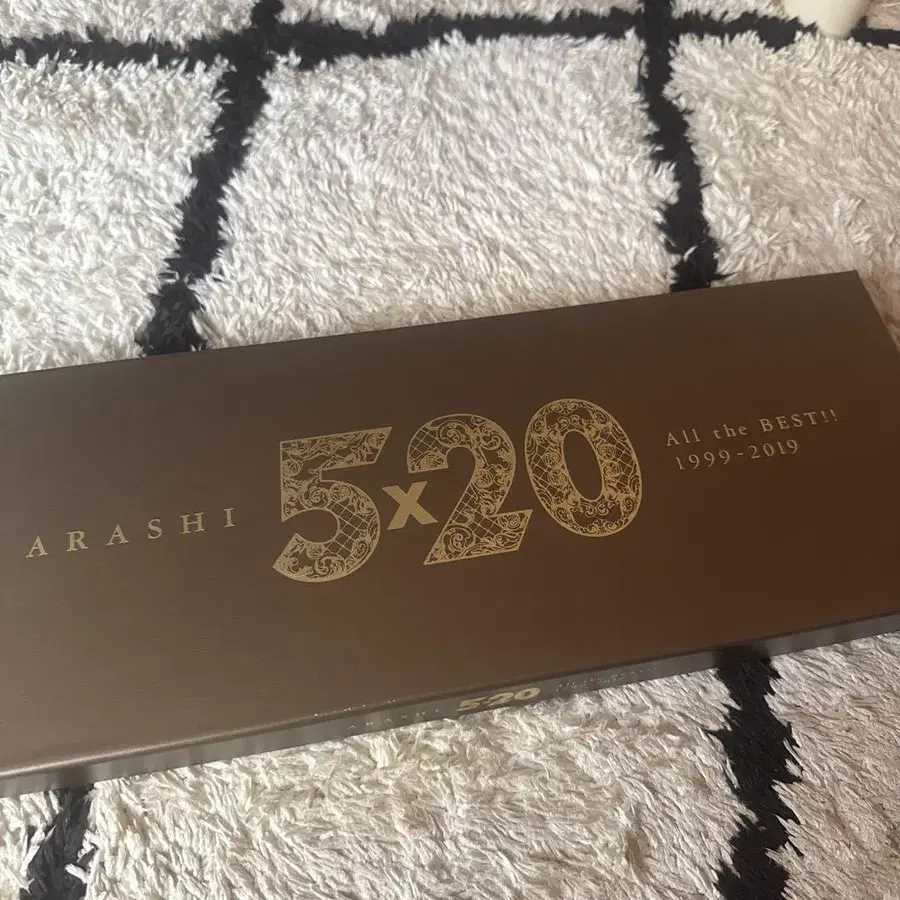 ARASHI
5x20
All the BEST!!
1999-2019
ARASHI 5x20